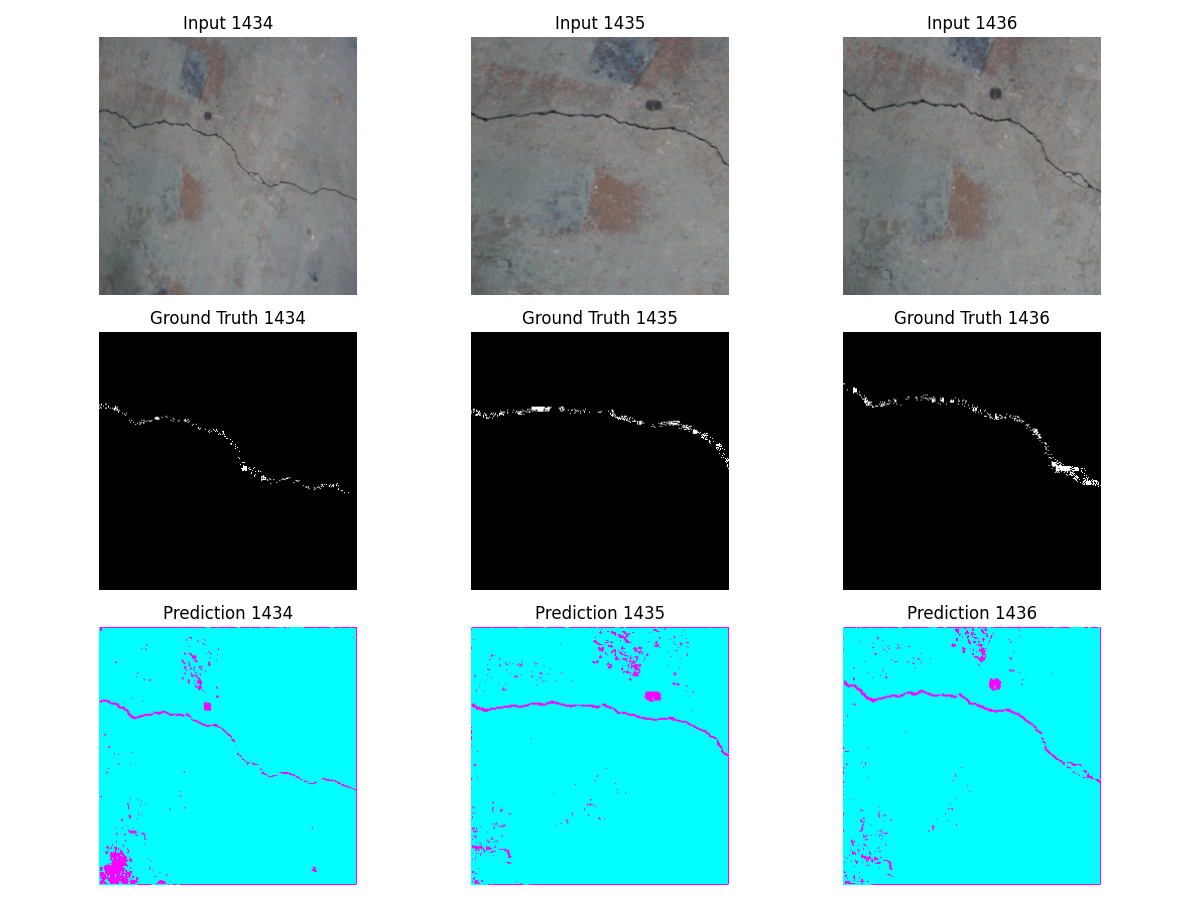 Input 1434
Input 1435
Input 1436
Ground Truth 1434
Ground Truth 1435
Ground Truth 1436
Prediction 1434
Prediction 1435
Prediction 1436